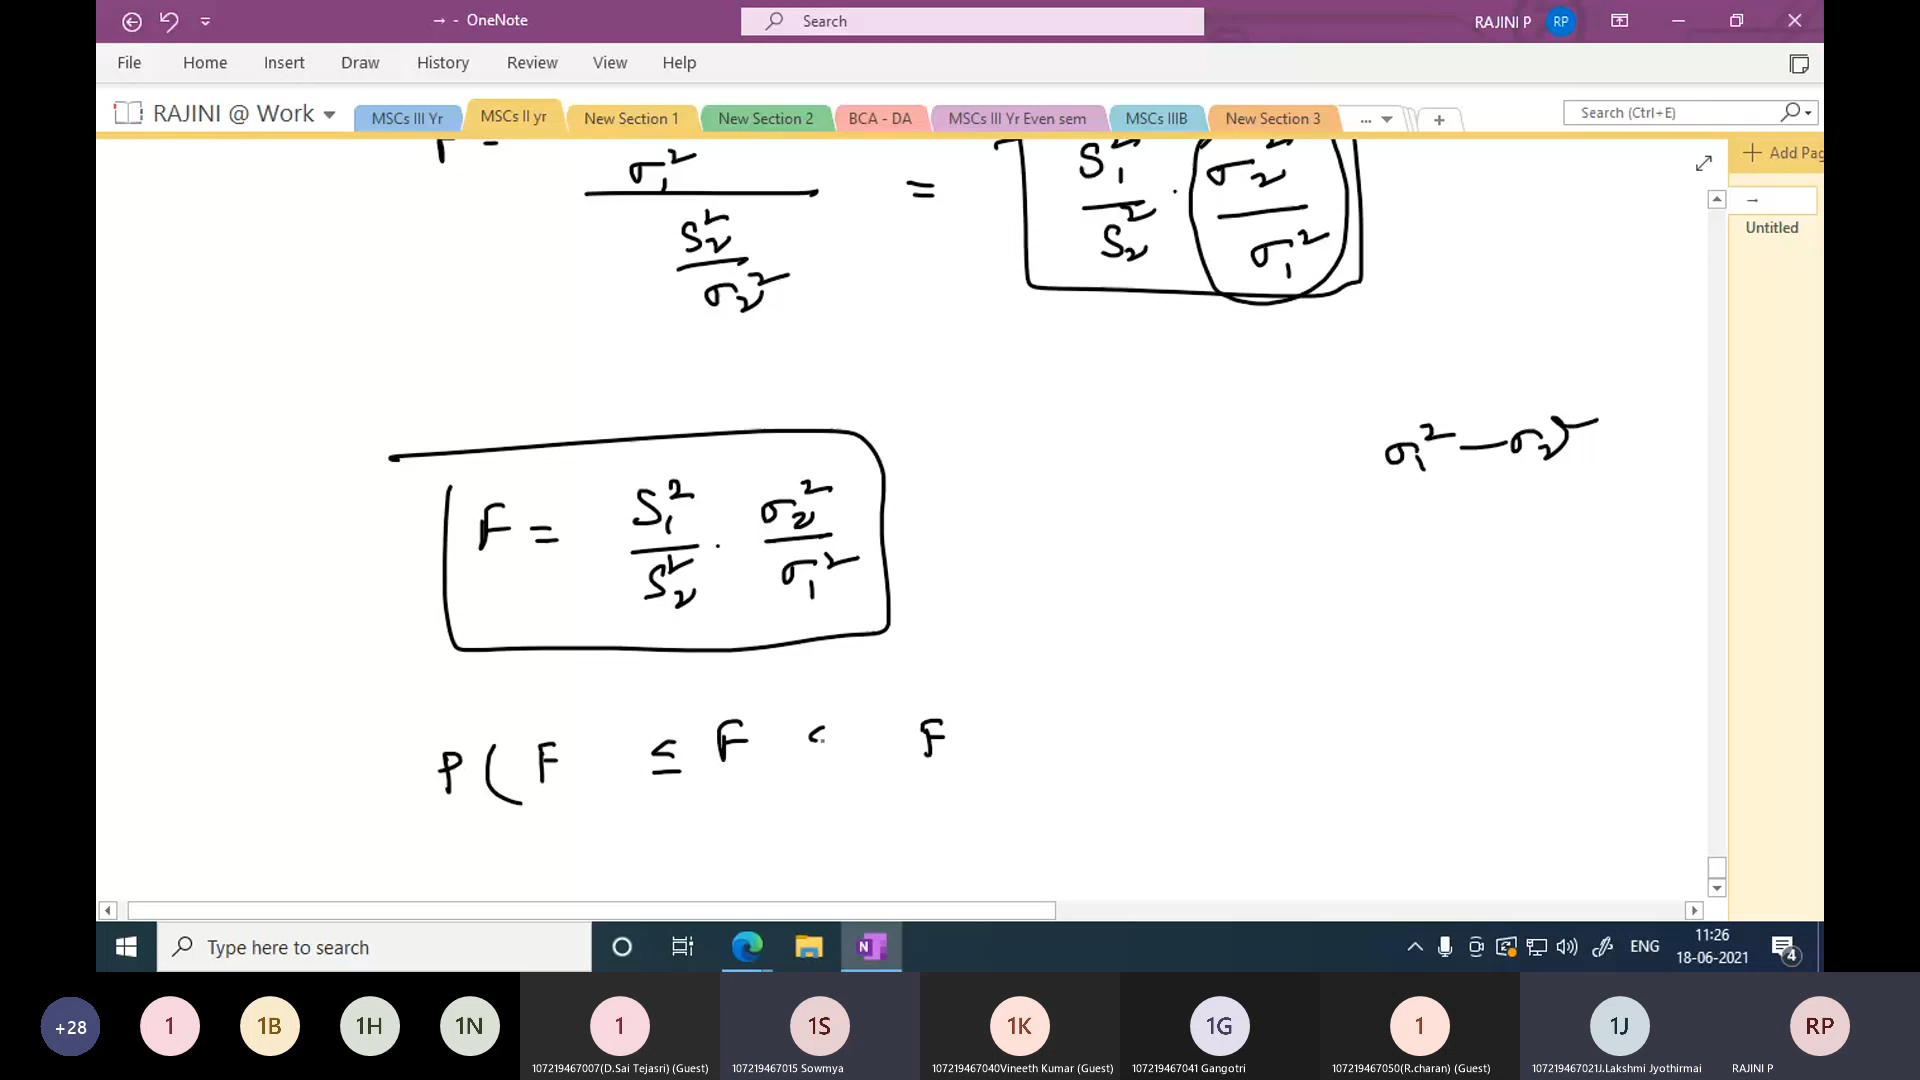 → - OneNote
Search
RAJINI P
RP
File Home Insert Draw History Review View Help
RAJINI @ Work
MSCs III Yr
MSCs II yr
New Section 1
New Section 2
BCA - DA
MSCs III Yr Even sem
MSCs IIIB
New Section 3
...
Search (Ctrl+E)
Add Pag
→
Untitled
σ₁² / (S₂²/σ₂²) = S₁²/S₂² · σ₂²/σ₁²
σ₁² — σ₂²
F = S₁²/S₂² · σ₂²/σ₁²
P( F ≤ F < F
Type here to search
ENG
11:26
18-06-2021
4
+28
1
1B
1H
1N
1
1S
1K
1G
1
1J
RP
107219467007(D.Sai Tejasri) (Guest)
107219467015 Sowmya
107219467040Vineeth Kumar (Guest)
107219467041 Gangotri
107219467050(R.charan) (Guest)
107219467021J.Lakshmi Jyothirmai
RAJINI P